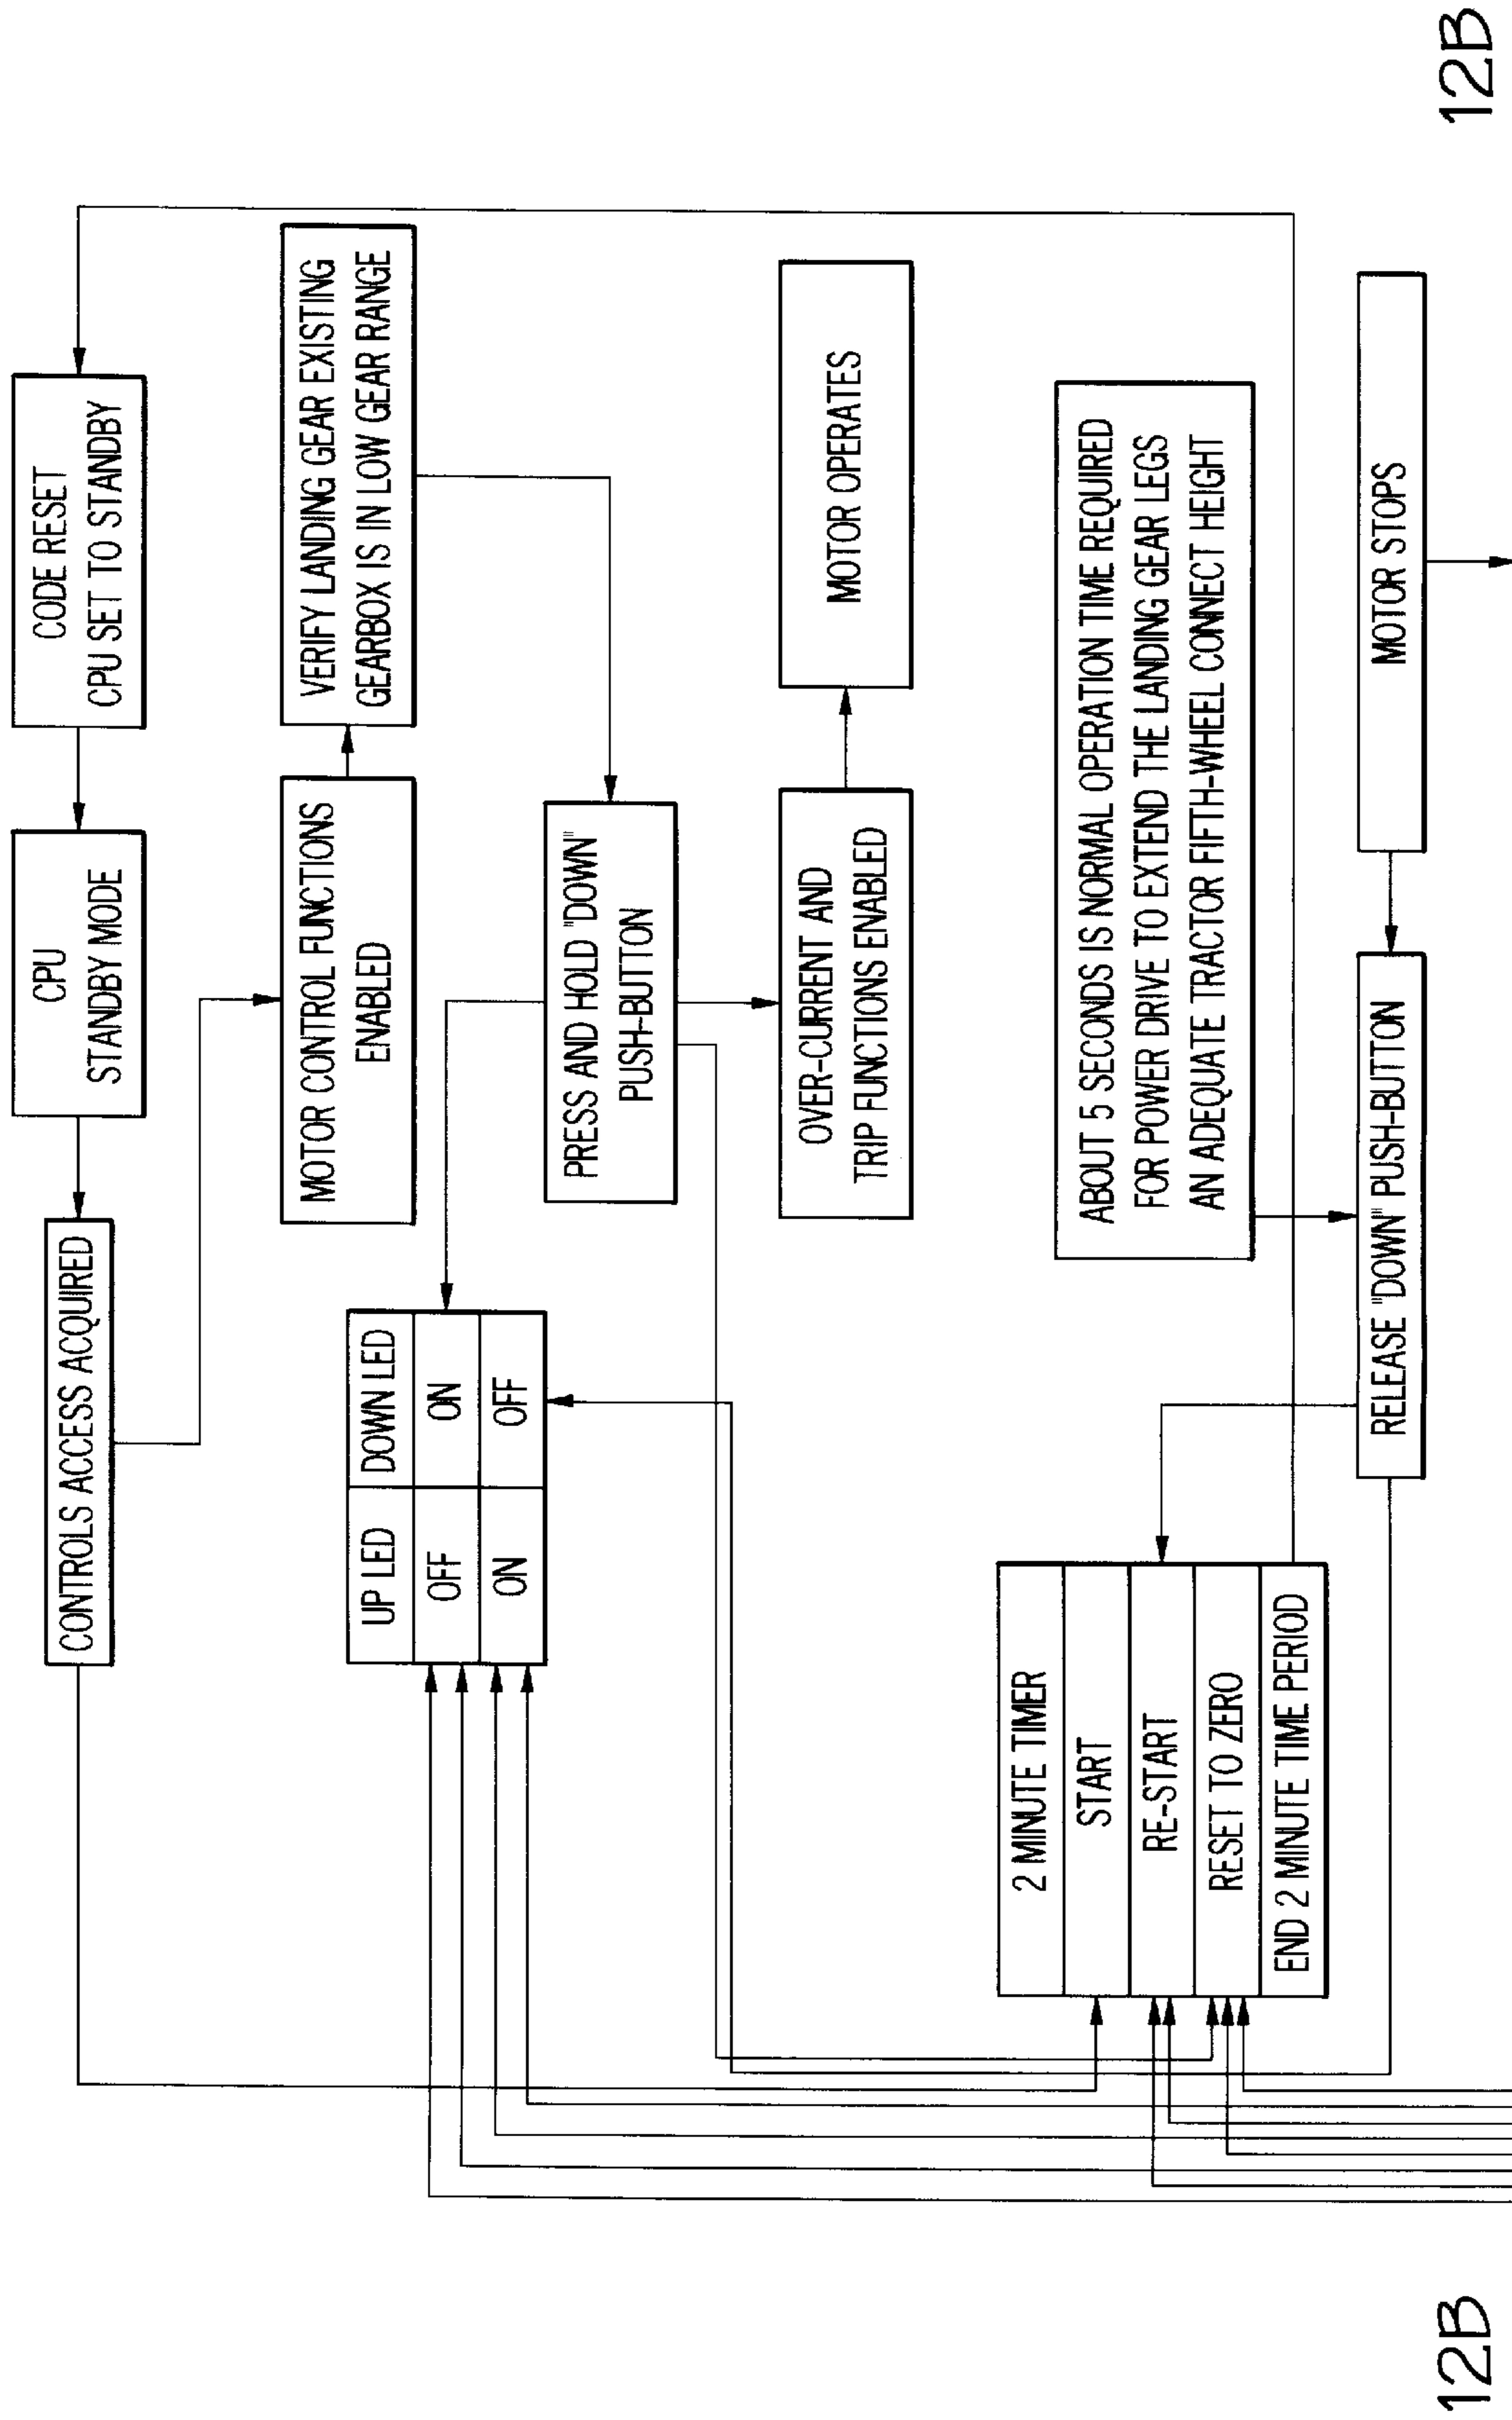 CONTROLS ACCESS ACQUIRED
CPU
STANDBY MODE
CODE RESET
CPU SET TO STANDBY
MOTOR CONTROL FUNCTIONS
ENABLED
VERIFY LANDING GEAR EXISTING
GEARBOX IS IN LOW GEAR RANGE
UP LED
DOWN LED
OFF
ON
ON
OFF
PRESS AND HOLD "DOWN"
PUSH-BUTTON
OVER-CURRENT AND
TRIP FUNCTIONS ENABLED
MOTOR OPERATES
2 MINUTE TIMER
START
RE-START
RESET TO ZERO
END 2 MINUTE TIME PERIOD
ABOUT 5 SECONDS IS NORMAL OPERATION TIME REQUIRED
FOR POWER DRIVE TO EXTEND THE LANDING GEAR LEGS
AN ADEQUATE TRACTOR FIFTH-WHEEL CONNECT HEIGHT
RELEASE "DOWN" PUSH-BUTTON
MOTOR STOPS
12B
12B